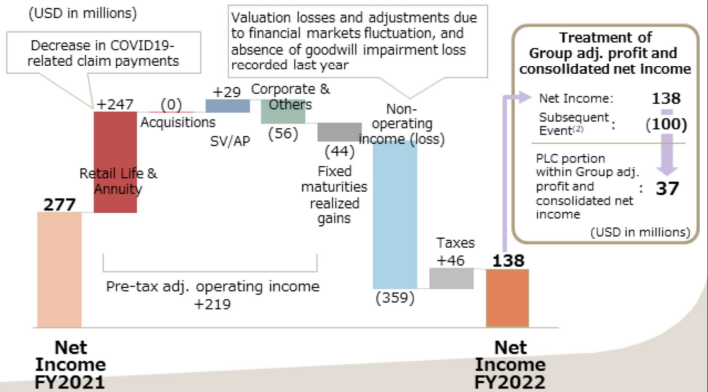 (USD in millions)
Decrease in COVID19-
related claim payments
Valuation losses and adjustments due
to financial markets fluctuation, and
absence of goodwill impairment loss
recorded last year
277
+247
Retail Life &
Annuity
(0)
Acquisitions
+29
SV/AP
Corporate &
Others
(56)
(44)
Fixed
maturities
realized
gains
Non-
operating
income (loss)
(359)
Taxes
+46
138
Pre-tax adj. operating income
+219
Net
Income
FY2021
Net
Income
FY2022
Treatment of
Group adj. profit and
consolidated net income
Net Income: 138
Subsequent
Event(2) : (100)
PLC portion
within Group adj.
profit and
consolidated net
income
: 37
(USD in millions)